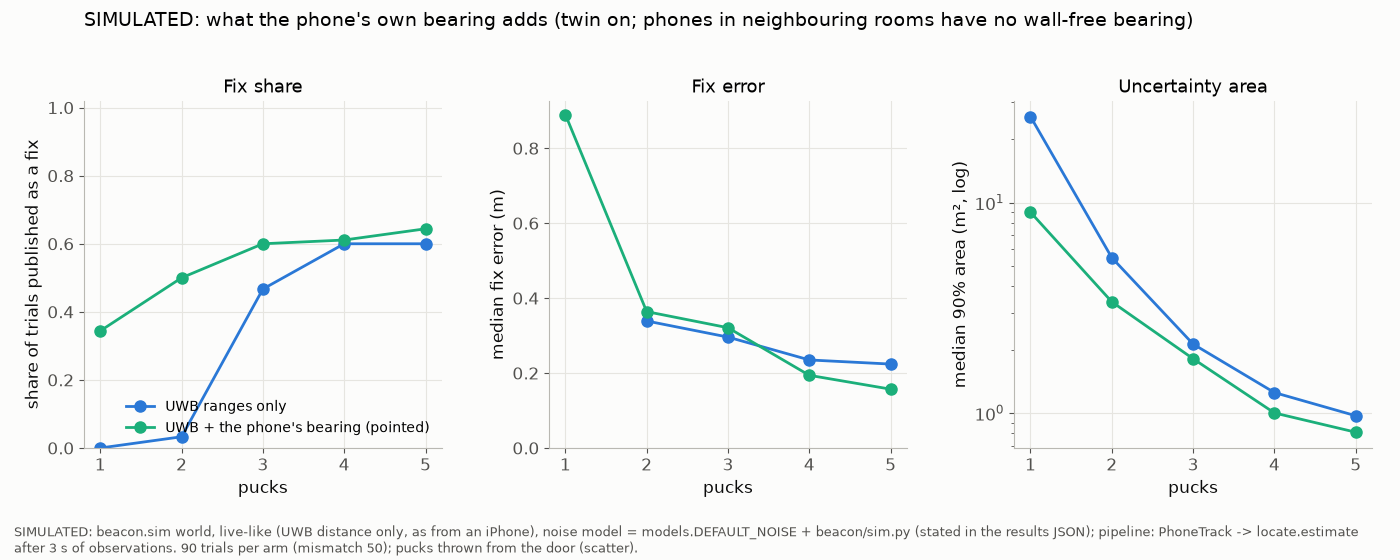 SIMULATED: what the phone's own bearing adds (twin on; phones in neighbouring rooms have no wall-free bearing)
Fix share
share of trials published as a fix
1.0
0.8
0.6
0.4
0.2
0.0
1 2 3 4 5
pucks
UWB ranges only
UWB + the phone's bearing (pointed)
Fix error
median fix error (m)
0.8
0.6
0.4
0.2
0.0
1 2 3 4 5
pucks
Uncertainty area
median 90% area (m², log)
10¹
10⁰
1 2 3 4 5
pucks
SIMULATED: beacon.sim world, live-like (UWB distance only, as from an iPhone), noise model = models.DEFAULT_NOISE + beacon/sim.py (stated in the results JSON); pipeline: PhoneTrack -> locate.estimate
after 3 s of observations. 90 trials per arm (mismatch 50); pucks thrown from the door (scatter).